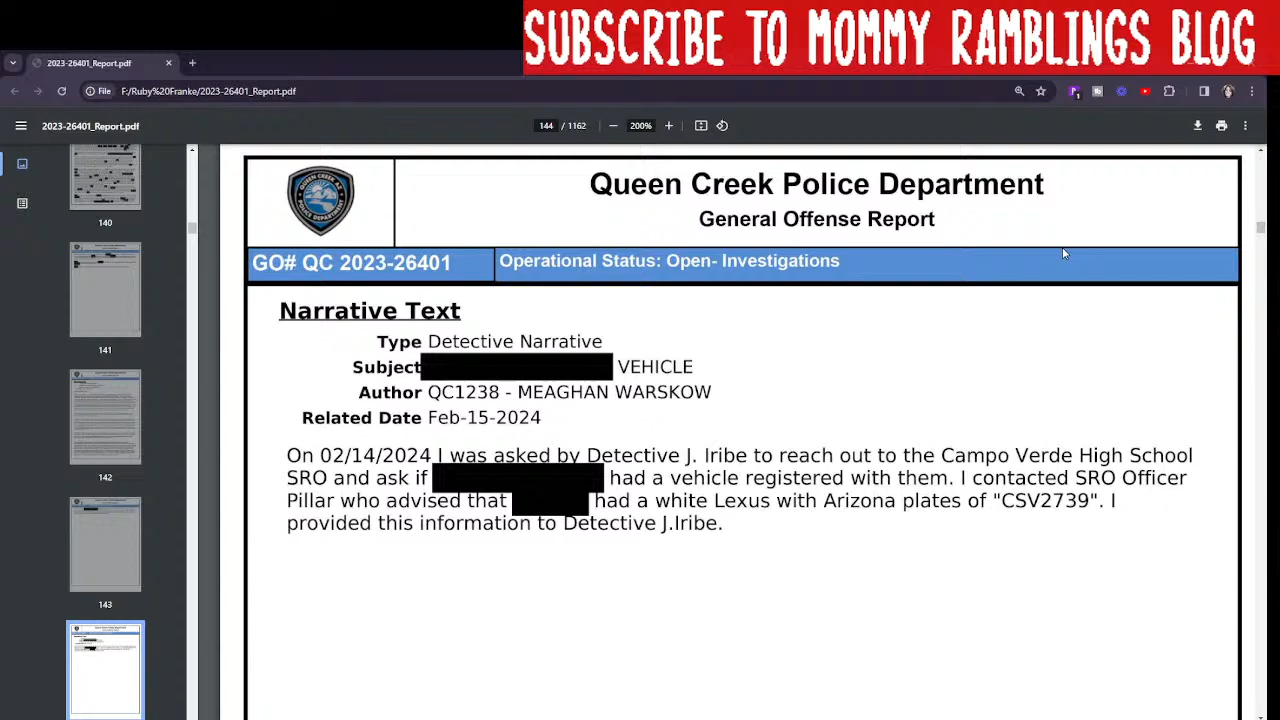 SUBSCRIBE TO MOMMY RAMBLINGS BLOG
2023-26401_Report.pdf
File F:/Ruby%20Franke/2023-26401_Report.pdf
2023-26401_Report.pdf 144 / 1162 200%
140
141
142
143
QUEEN CREEK AZ
POLICE DEPARTMENT
Queen Creek Police Department
General Offense Report
GO# QC 2023-26401 Operational Status: Open- Investigations
Narrative Text
Type Detective Narrative
Subject VEHICLE
Author QC1238 - MEAGHAN WARSKOW
Related Date Feb-15-2024
On 02/14/2024 I was asked by Detective J. Iribe to reach out to the Campo Verde High School
SRO and ask if had a vehicle registered with them. I contacted SRO Officer
Pillar who advised that had a white Lexus with Arizona plates of "CSV2739". I
provided this information to Detective J.Iribe.